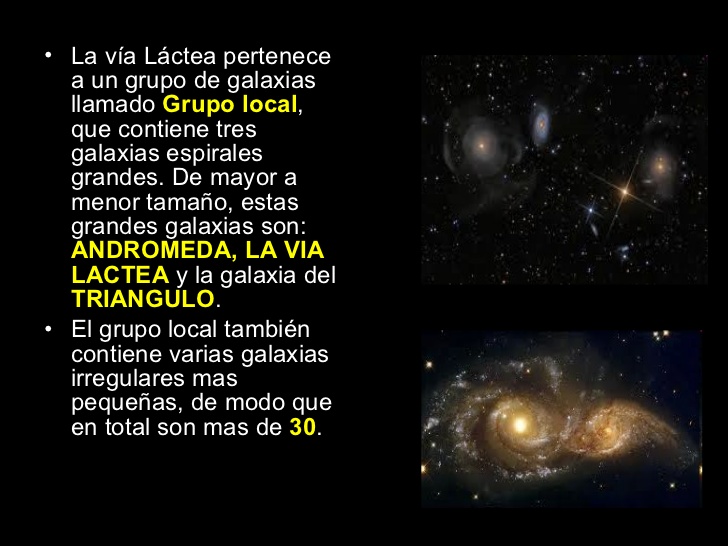 • La vía Láctea pertenece
a un grupo de galaxias
llamado Grupo local,
que contiene tres
galaxias espirales
grandes. De mayor a
menor tamaño, estas
grandes galaxias son:
ANDROMEDA, LA VIA
LACTEA y la galaxia del
TRIANGULO.
• El grupo local también
contiene varias galaxias
irregulares mas
pequeñas, de modo que
en total son mas de 30.